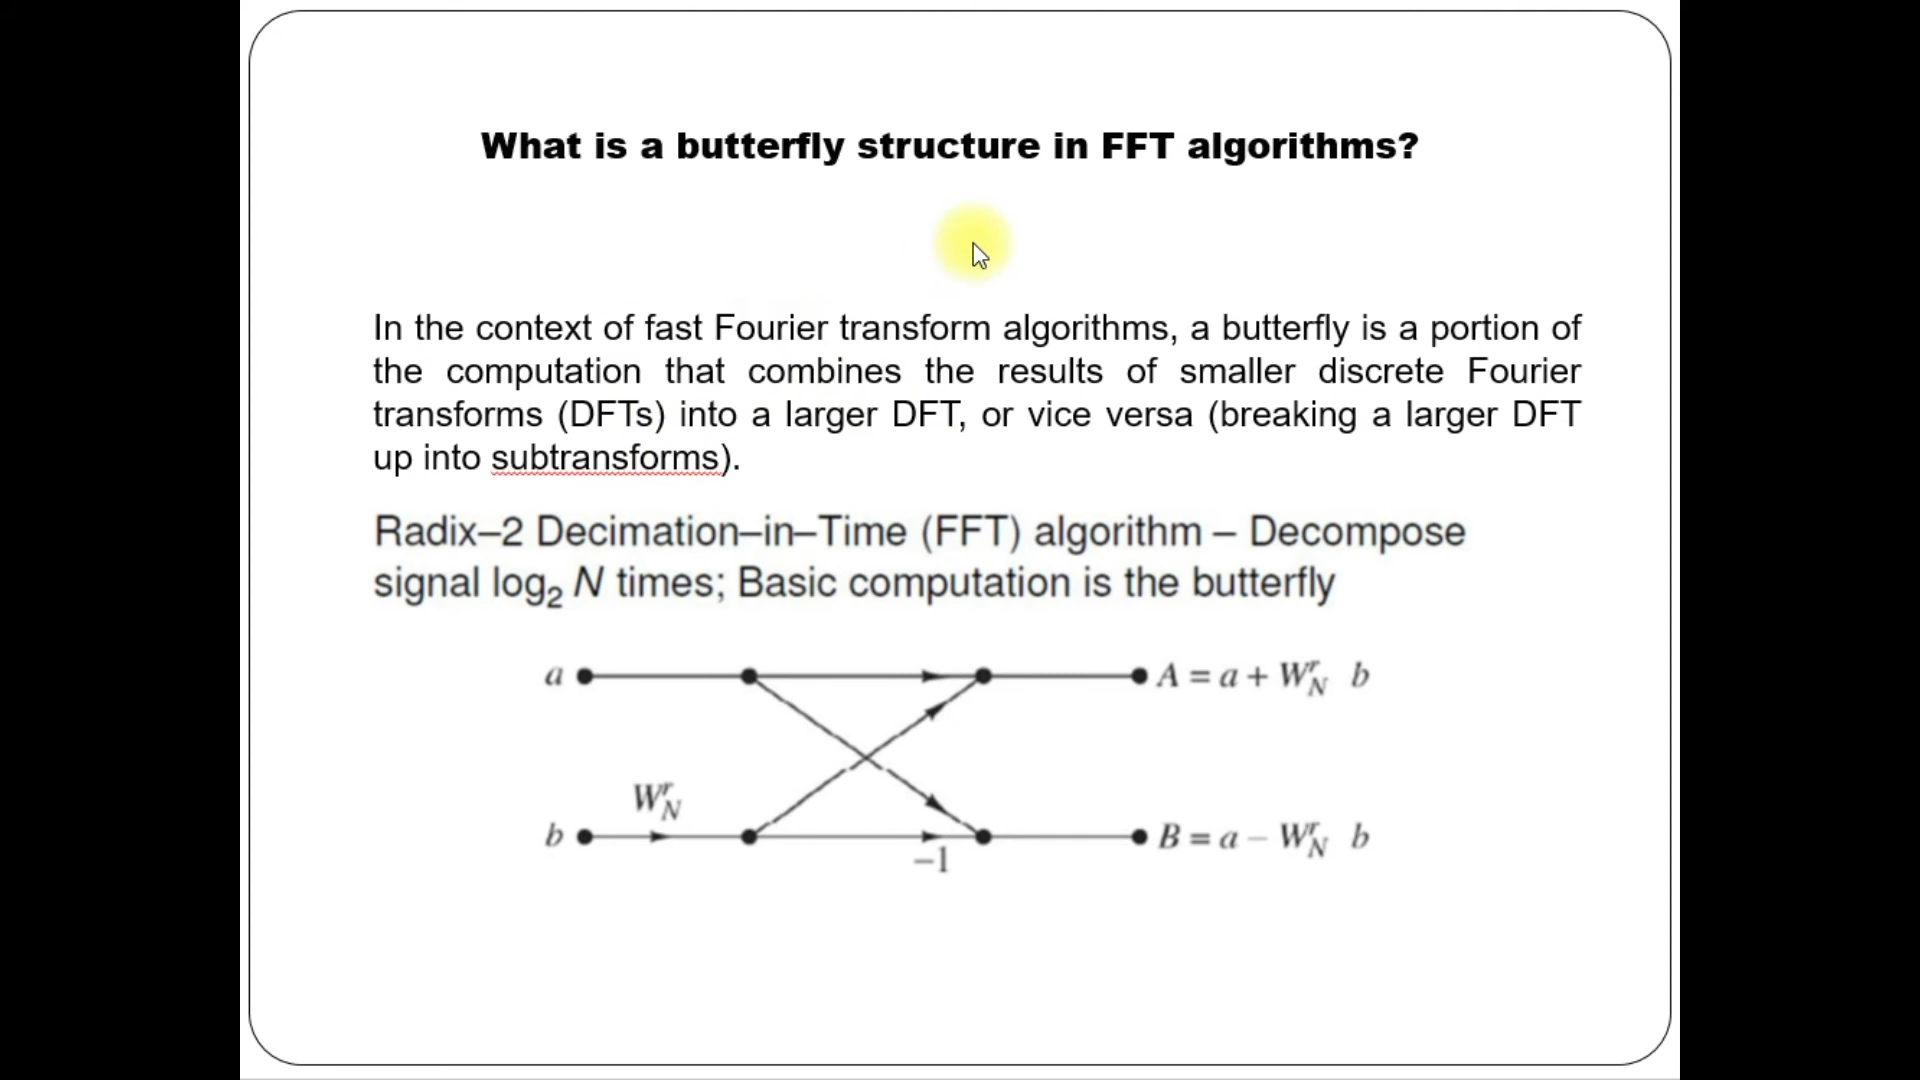 What is a butterfly structure in FFT algorithms?
In the context of fast Fourier transform algorithms, a butterfly is a portion of
the computation that combines the results of smaller discrete Fourier
transforms (DFTs) into a larger DFT, or vice versa (breaking a larger DFT
up into subtransforms).
Radix–2 Decimation–in–Time (FFT) algorithm – Decompose
signal log₂ N times; Basic computation is the butterfly
a
A = a + W_N^r b
W_N^r
b
B = a – W_N^r b
–1